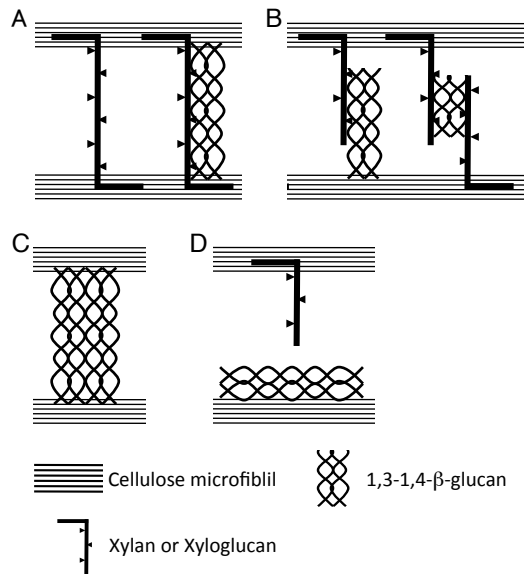 A
B
C
D
Cellulose microfiblil
1,3-1,4-β-glucan
Xylan or Xyloglucan